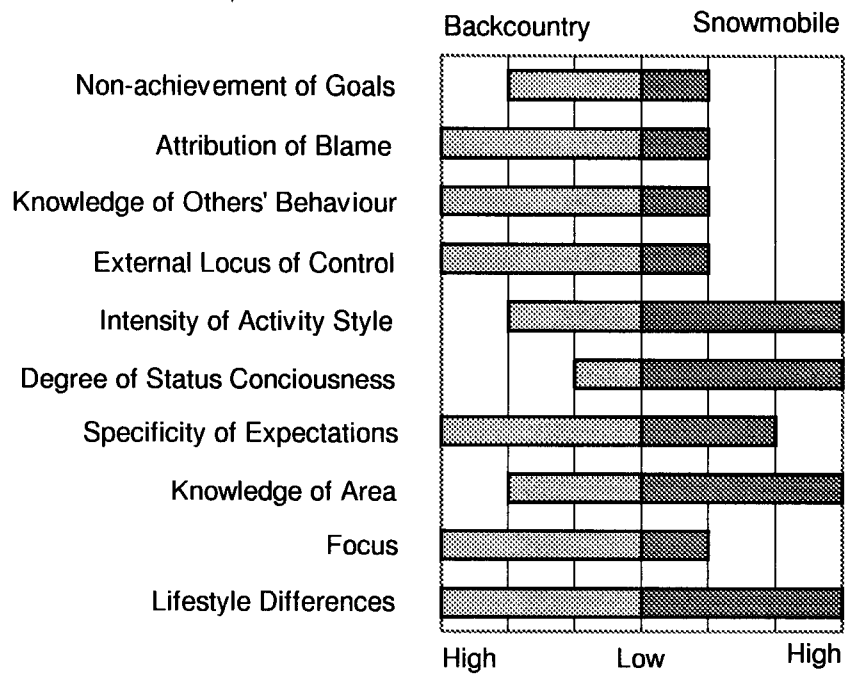 Backcountry Snowmobile
Non-achievement of Goals
Attribution of Blame
Knowledge of Others' Behaviour
External Locus of Control
Intensity of Activity Style
Degree of Status Conciousness
Specificity of Expectations
Knowledge of Area
Focus
Lifestyle Differences
High Low High